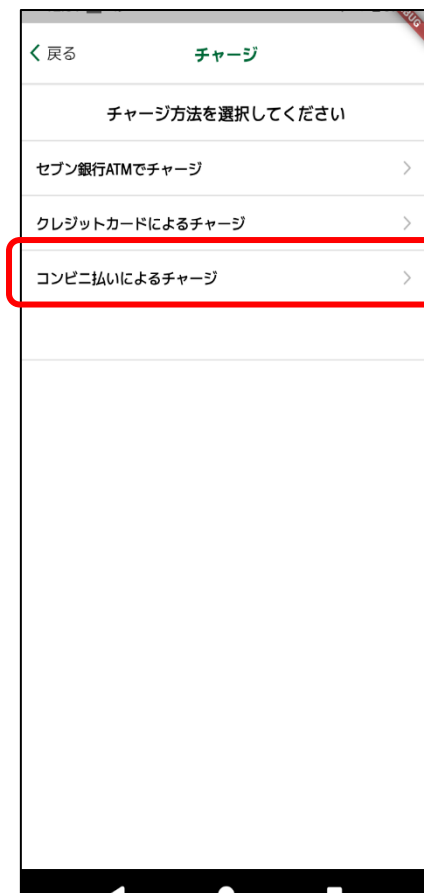 戻る
チャージ
チャージ方法を選択してください
セブン銀行ATMでチャージ
クレジットカードによるチャージ
コンビニ払いによるチャージ